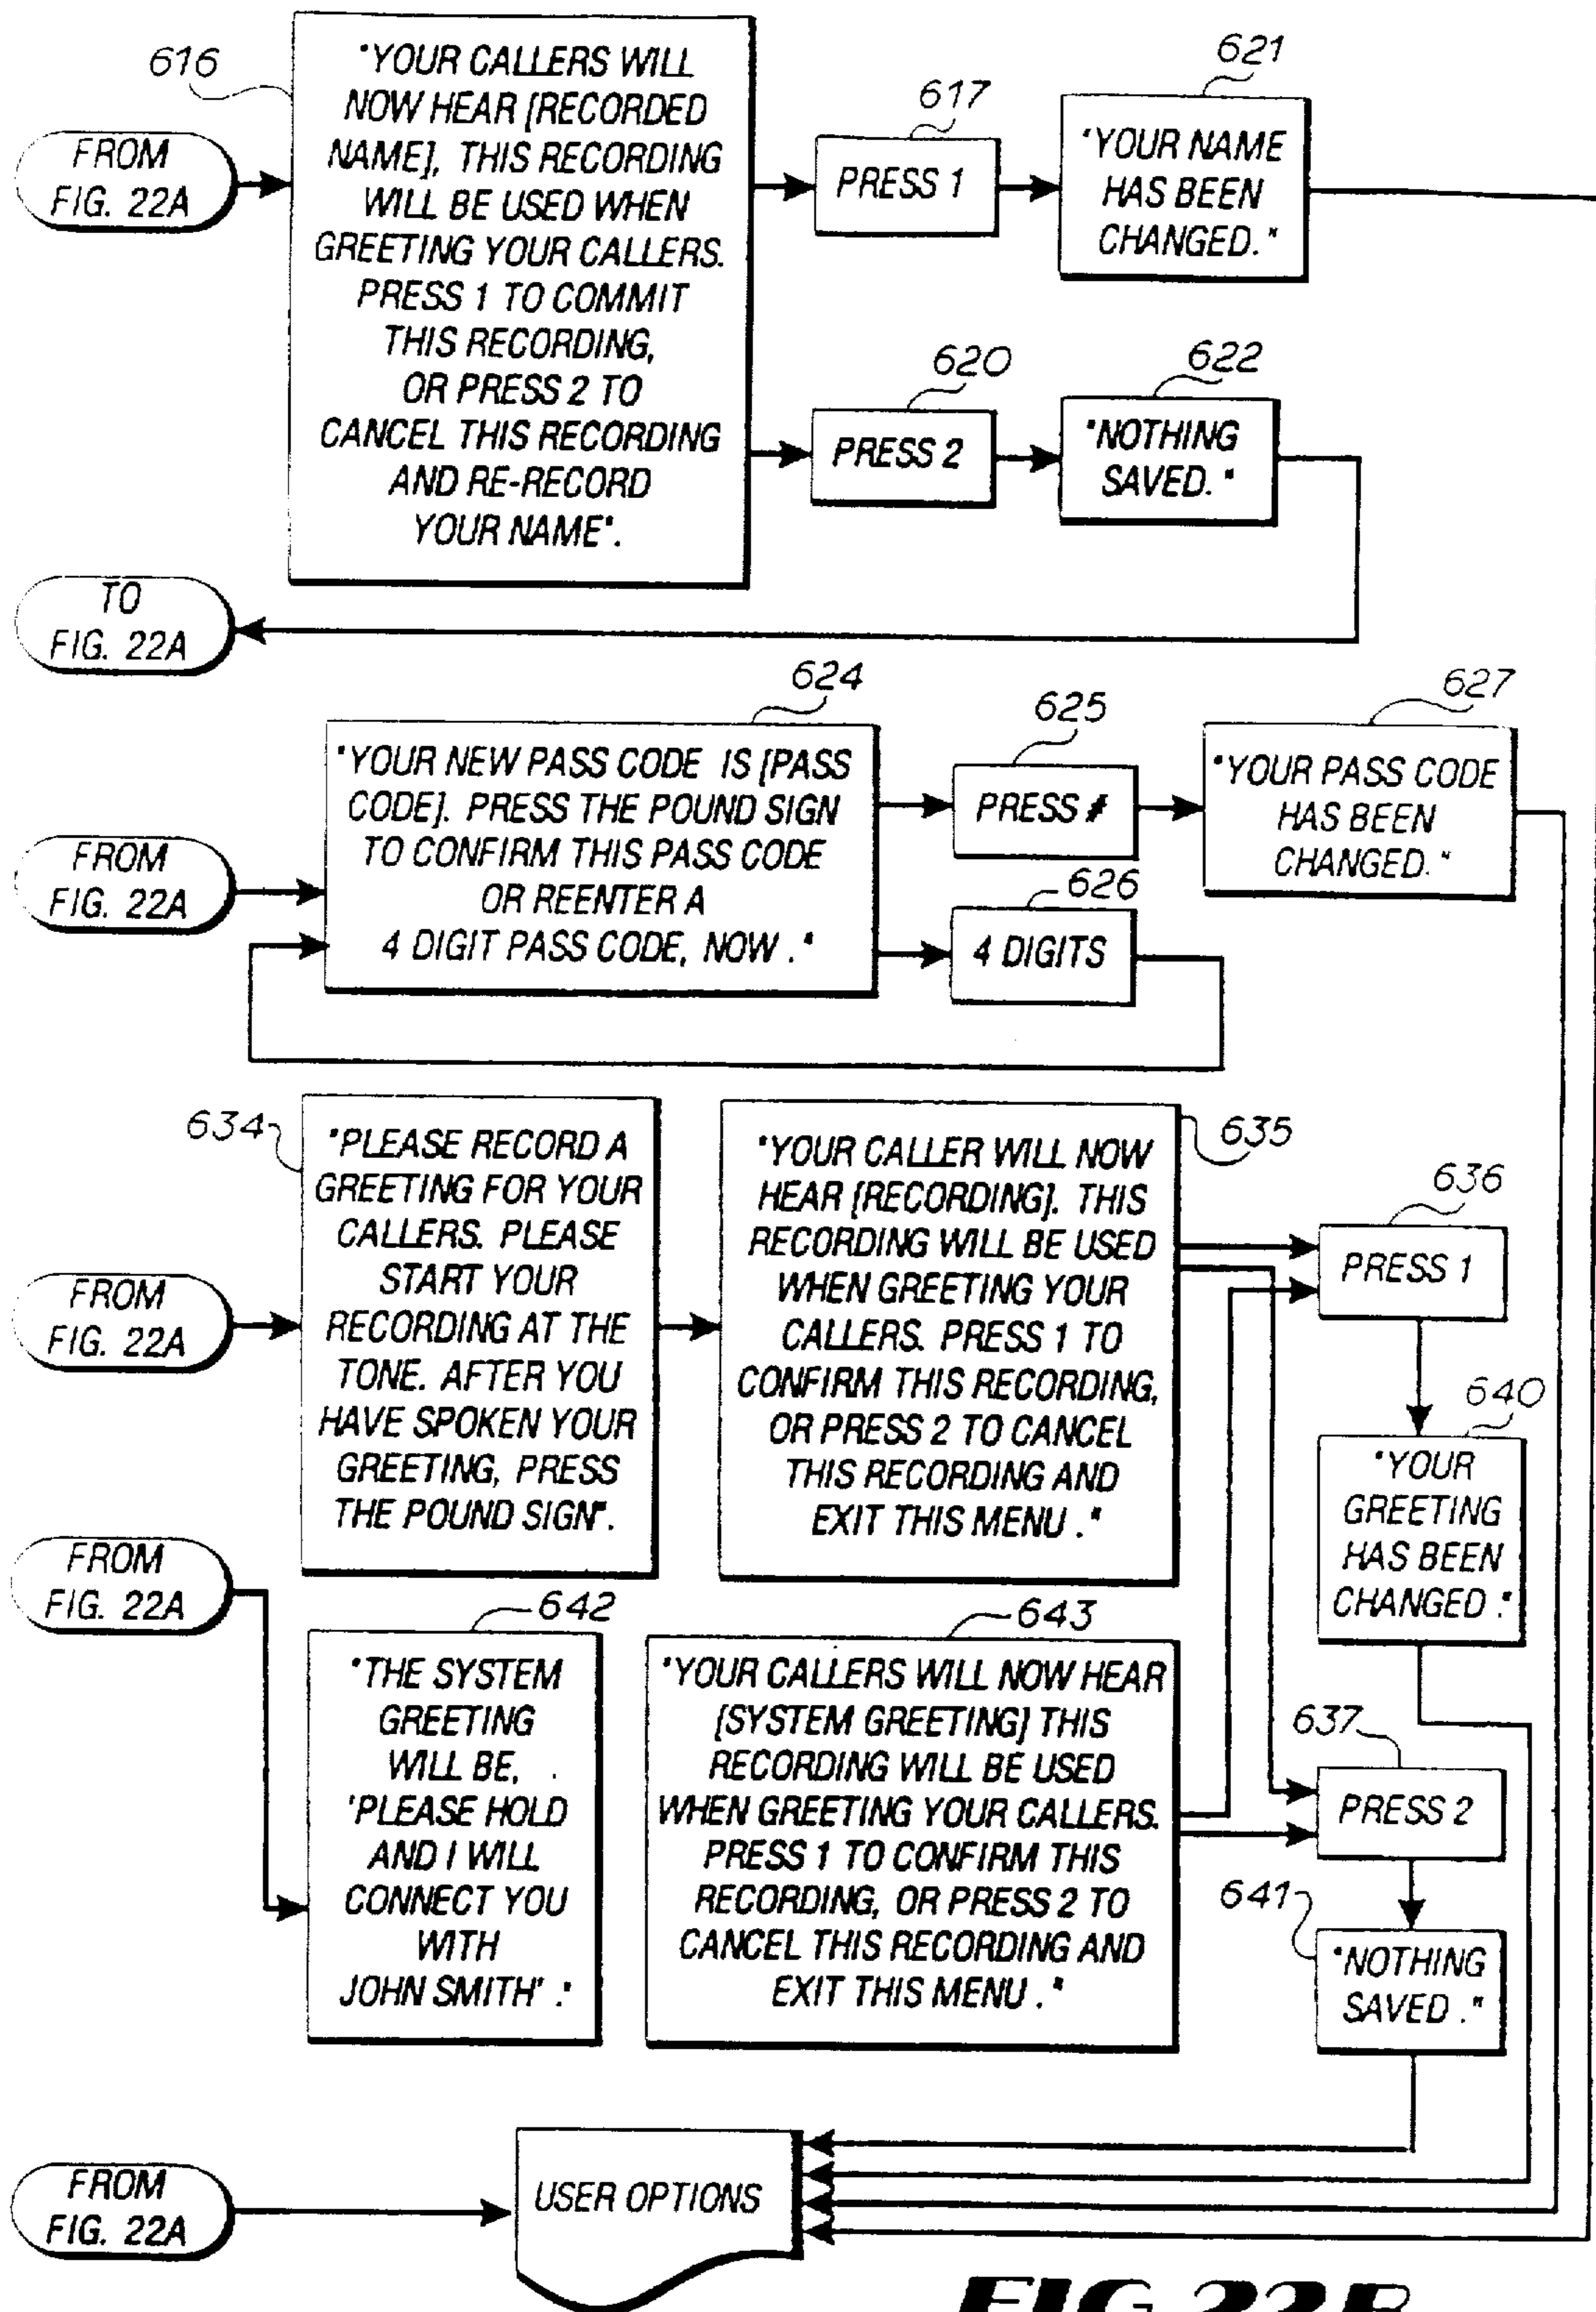 616
FROM
FIG. 22A
"YOUR CALLERS WILL
NOW HEAR [RECORDED
NAME], THIS RECORDING
WILL BE USED WHEN
GREETING YOUR CALLERS.
PRESS 1 TO COMMIT
THIS RECORDING,
OR PRESS 2 TO
CANCEL THIS RECORDING
AND RE-RECORD
YOUR NAME".
617
PRESS 1
621
"YOUR NAME
HAS BEEN
CHANGED."
620
PRESS 2
622
"NOTHING
SAVED."
TO
FIG. 22A
624
FROM
FIG. 22A
"YOUR NEW PASS CODE IS [PASS
CODE]. PRESS THE POUND SIGN
TO CONFIRM THIS PASS CODE
OR REENTER A
4 DIGIT PASS CODE, NOW ."
625
PRESS #
627
"YOUR PASS CODE
HAS BEEN
CHANGED."
626
4 DIGITS
634
FROM
FIG. 22A
"PLEASE RECORD A
GREETING FOR YOUR
CALLERS. PLEASE
START YOUR
RECORDING AT THE
TONE. AFTER YOU
HAVE SPOKEN YOUR
GREETING, PRESS
THE POUND SIGN".
635
"YOUR CALLER WILL NOW
HEAR [RECORDING]. THIS
RECORDING WILL BE USED
WHEN GREETING YOUR
CALLERS. PRESS 1 TO
CONFIRM THIS RECORDING,
OR PRESS 2 TO CANCEL
THIS RECORDING AND
EXIT THIS MENU ."
636
PRESS 1
640
"YOUR
GREETING
HAS BEEN
CHANGED ."
FROM
FIG. 22A
642
"THE SYSTEM
GREETING
WILL BE,
'PLEASE HOLD
AND I WILL
CONNECT YOU
WITH
JOHN SMITH' ."
643
"YOUR CALLERS WILL NOW HEAR
[SYSTEM GREETING] THIS
RECORDING WILL BE USED
WHEN GREETING YOUR CALLERS.
PRESS 1 TO CONFIRM THIS
RECORDING, OR PRESS 2 TO
CANCEL THIS RECORDING AND
EXIT THIS MENU ."
637
PRESS 2
641
"NOTHING
SAVED ."
FROM
FIG. 22A
USER OPTIONS
FIG 22B